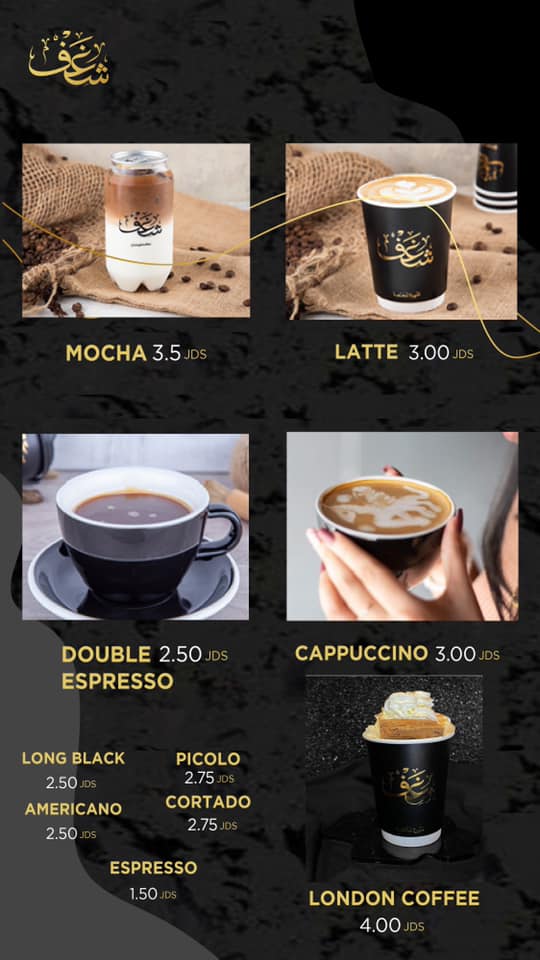 شغف
شغف
شغف
MOCHA 3.5 JDS
LATTE 3.00 JDS
DOUBLE 2.50 JDS
ESPRESSO
CAPPUCCINO 3.00 JDS
LONG BLACK
2.50 JDS
PICOLO
2.75 JDS
AMERICANO
2.50 JDS
CORTADO
2.75 JDS
ESPRESSO
1.50 JDS
شغف
LONDON COFFEE
4.00 JDS